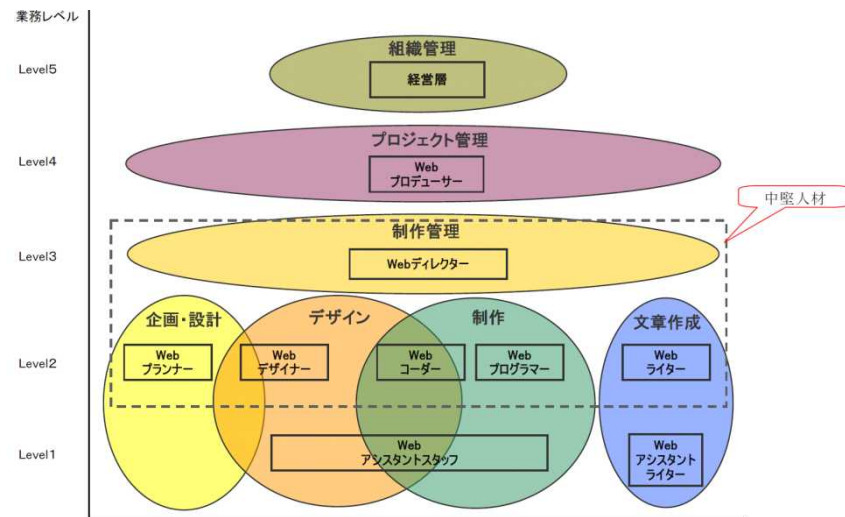 業務レベル
Level5
組織管理
経営層
Level4
プロジェクト管理
Web
プロデューサー
中堅人材
Level3
制作管理
Webディレクター
企画・設計
デザイン
制作
文章作成
Level2
Web
プランナー
Web
デザイナー
Web
コーダー
Web
プログラマー
Web
ライター
Level1
Web
アシスタントスタッフ
Web
アシスタント
ライター